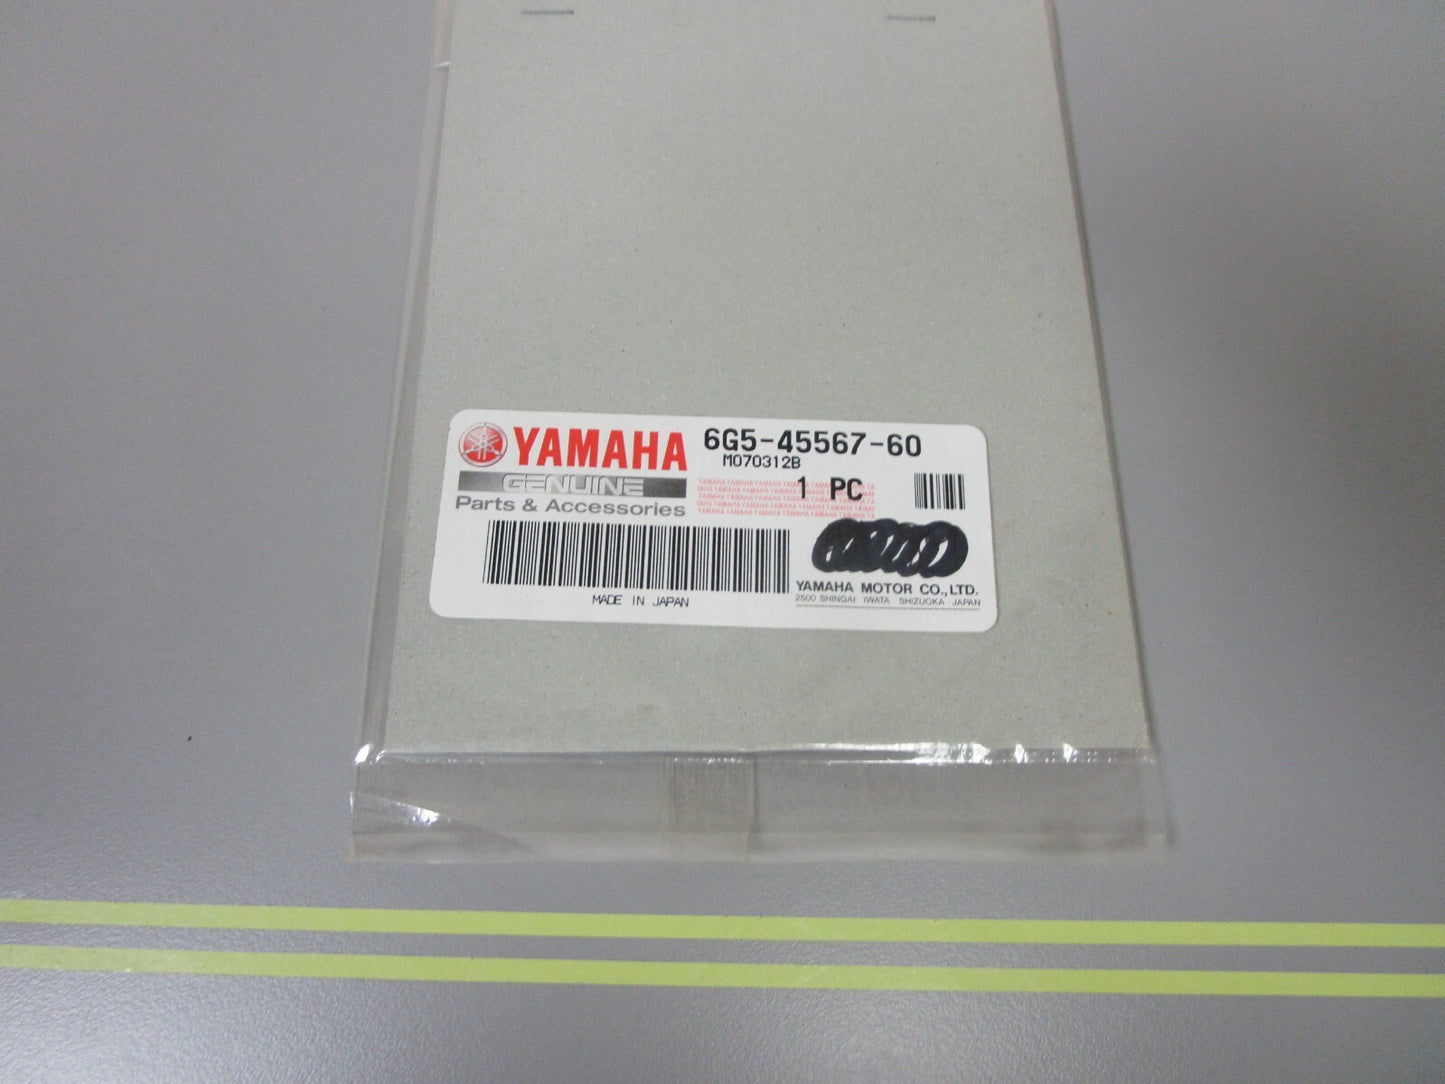 YAMAHA
GENUINE
Parts & Accessories
6G5-45567-60
M070312B
1 PC
MADE IN JAPAN
YAMAHA MOTOR CO.,LTD.
2500 SHINGAI IWATA SHIZUOKA JAPAN